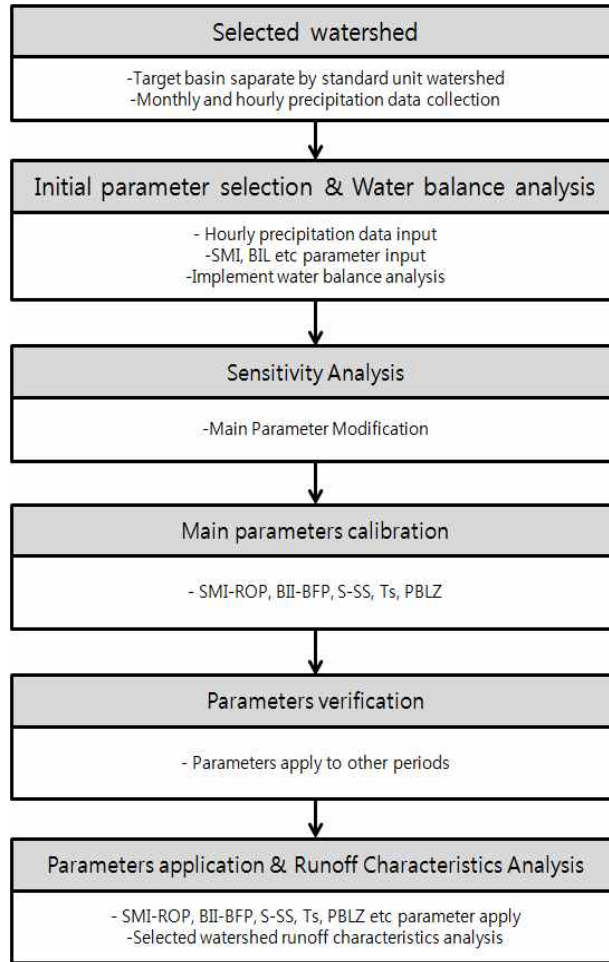 Selected watershed
-Target basin saparate by standard unit watershed
-Monthly and hourly precipitation data collection
Initial parameter selection & Water balance analysis
- Hourly precipitation data input
-SMI, BIL etc parameter input
-Implement water balance analysis
Sensitivity Analysis
-Main Parameter Modification
Main parameters calibration
- SMI-ROP, BII-BFP, S-SS, Ts, PBLZ
Parameters verification
- Parameters apply to other periods
Parameters application & Runoff Characteristics Analysis
- SMI-ROP, BII-BFP, S-SS, Ts, PBLZ etc parameter apply
-Selected watershed runoff characteristics analysis